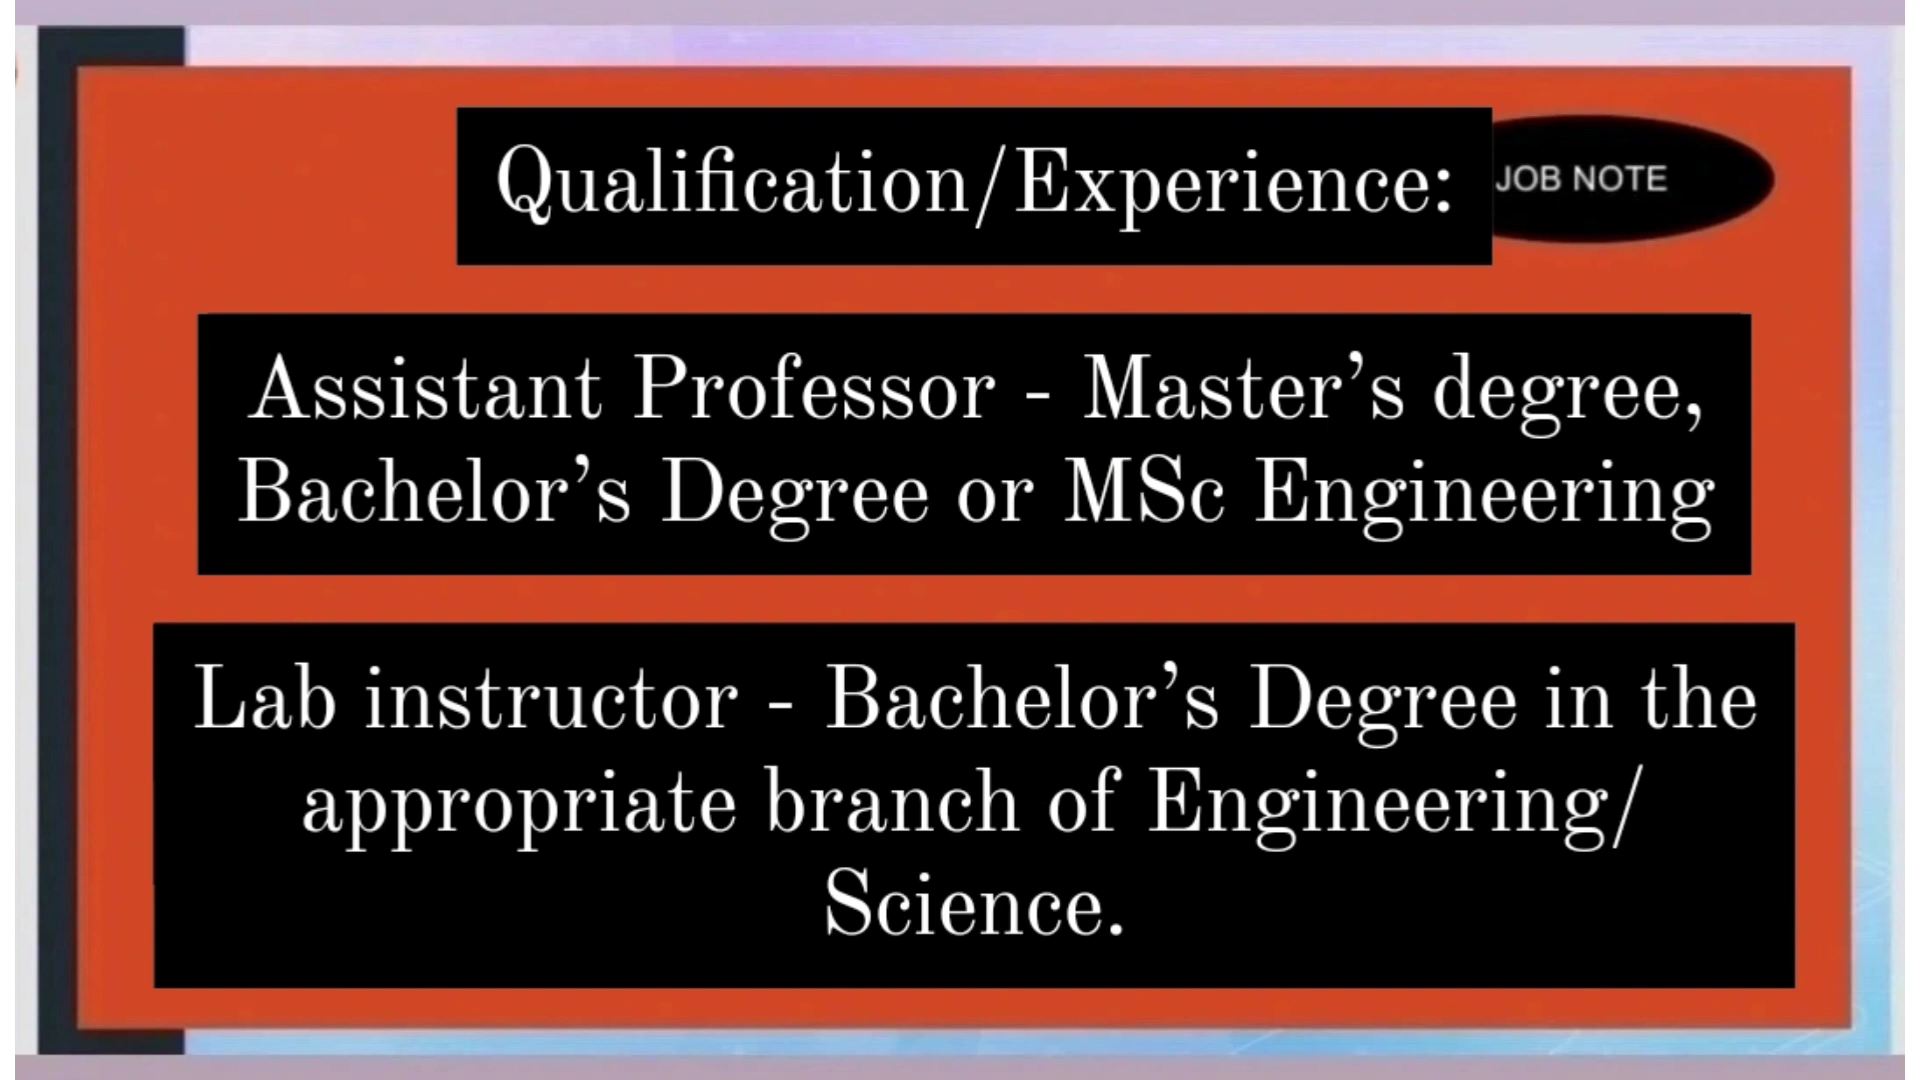 Qualification/Experience:
JOB NOTE
Assistant Professor - Master’s degree,
Bachelor’s Degree or MSc Engineering
Lab instructor - Bachelor’s Degree in the
appropriate branch of Engineering/
Science.